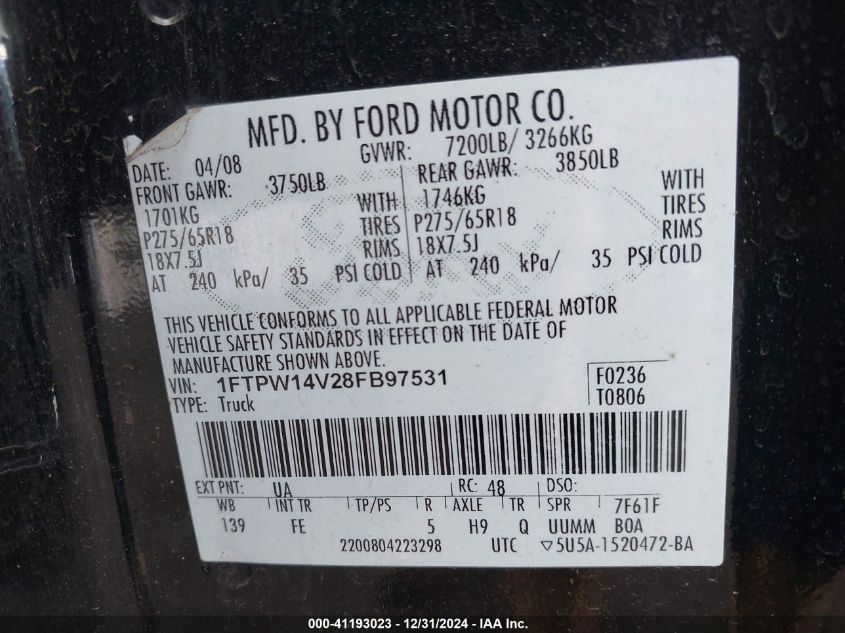 MFD. BY FORD MOTOR CO.
DATE: 04/08 GVWR: 7200LB/ 3266KG
FRONT GAWR: 3750LB REAR GAWR: 3850LB
1701KG WITH 1746KG WITH
P275/65R18 TIRES P275/65R18 TIRES
18X7.5J RIMS 18X7.5J RIMS
AT 240 kPa/ 35 PSI COLD AT 240 kPa/ 35 PSI COLD
THIS VEHICLE CONFORMS TO ALL APPLICABLE FEDERAL MOTOR
VEHICLE SAFETY STANDARDS IN EFFECT ON THE DATE OF
MANUFACTURE SHOWN ABOVE.
VIN: 1FTPW14V28FB97531 F0236
TYPE: Truck T0806
EXT PNT: UA RC: 48 DSO:
WB INT TR TP/PS R AXLE TR SPR 7F61F
139 FE 5 H9 Q UUMM BOA
2200804223298 UTC ▽5U5A-1520472-BA
000-41193023 - 12/31/2024 - IAA Inc.